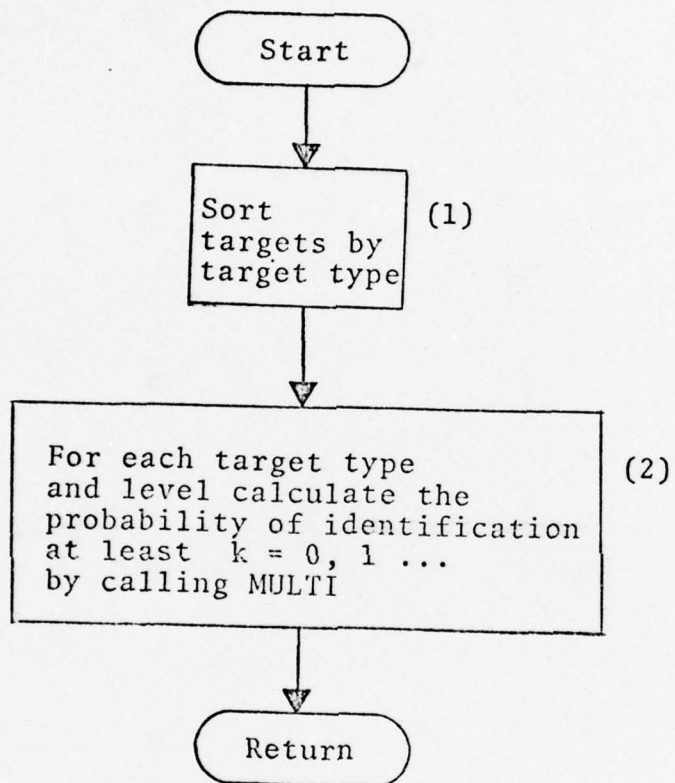 Start
Sort
targets by
target type
(1)
For each target type
and level calculate the
probability of identification
at least k = 0, 1 ...
by calling MULTI
(2)
Return